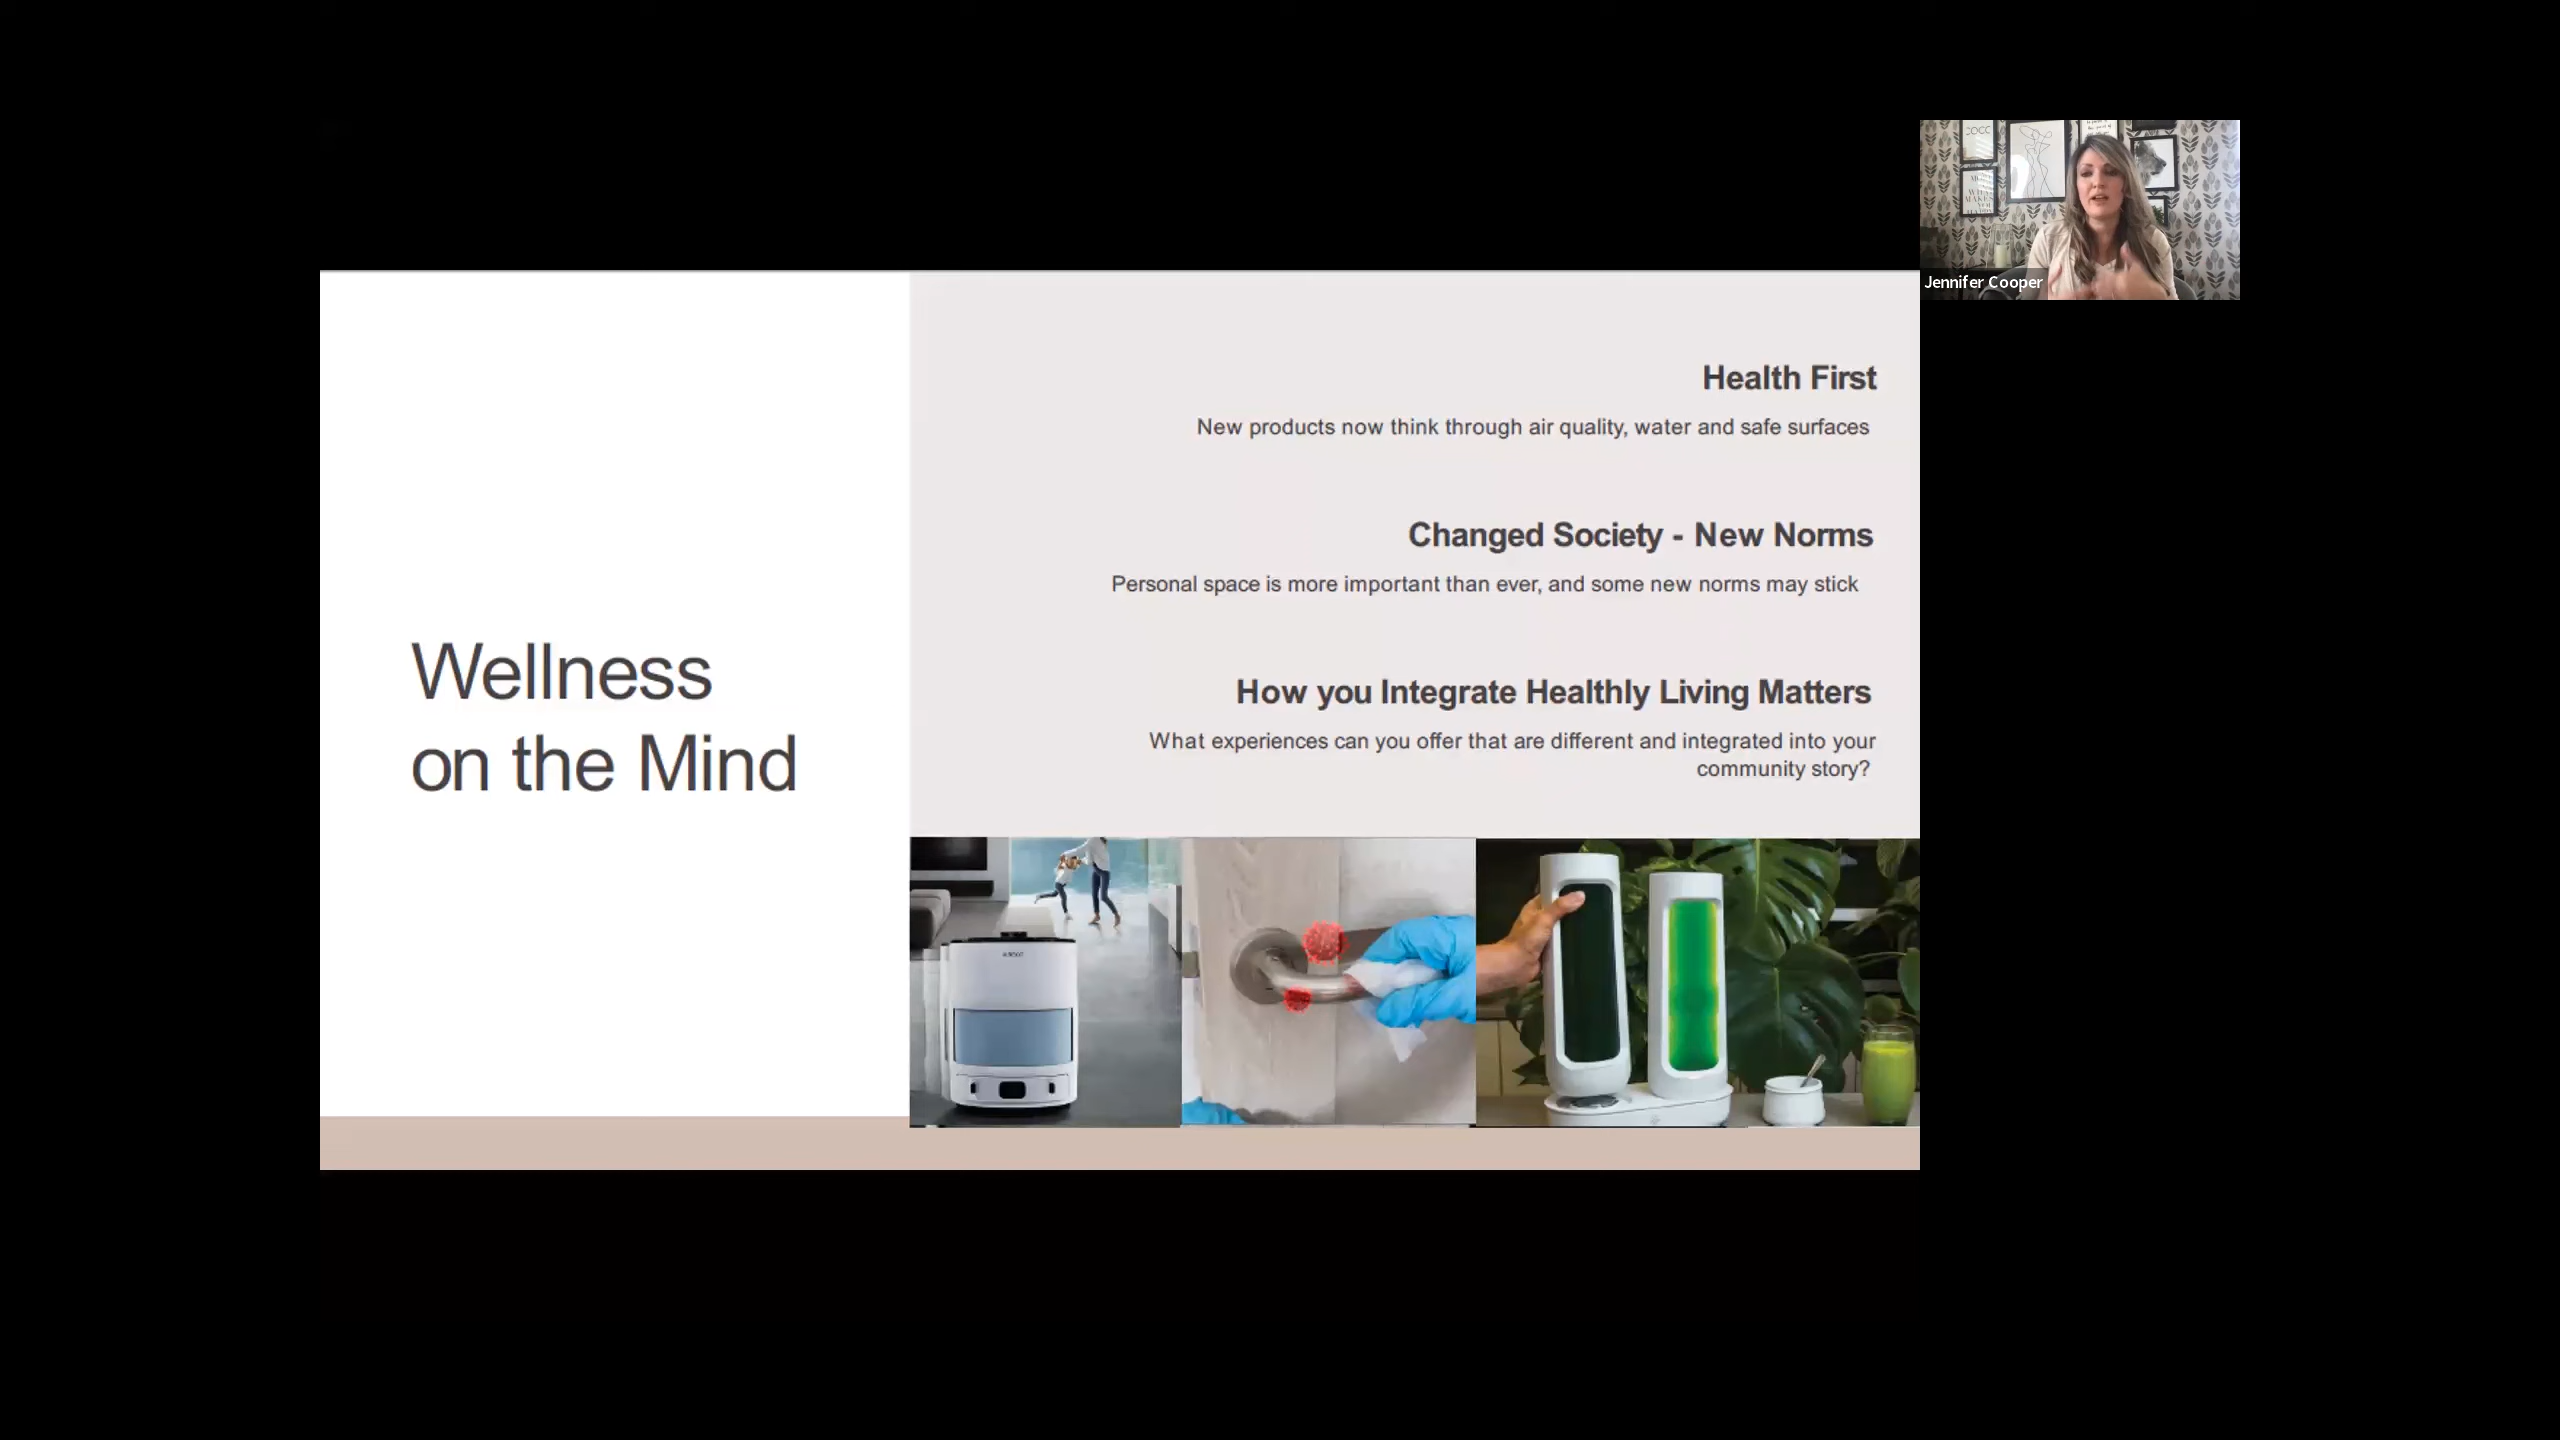 Wellness
on the Mind
Health First
New products now think through air quality, water and safe surfaces
Changed Society - New Norms
Personal space is more important than ever, and some new norms may stick
How you Integrate Healthly Living Matters
What experiences can you offer that are different and integrated into your
community story?
COCO
MAKES
Jennifer Cooper